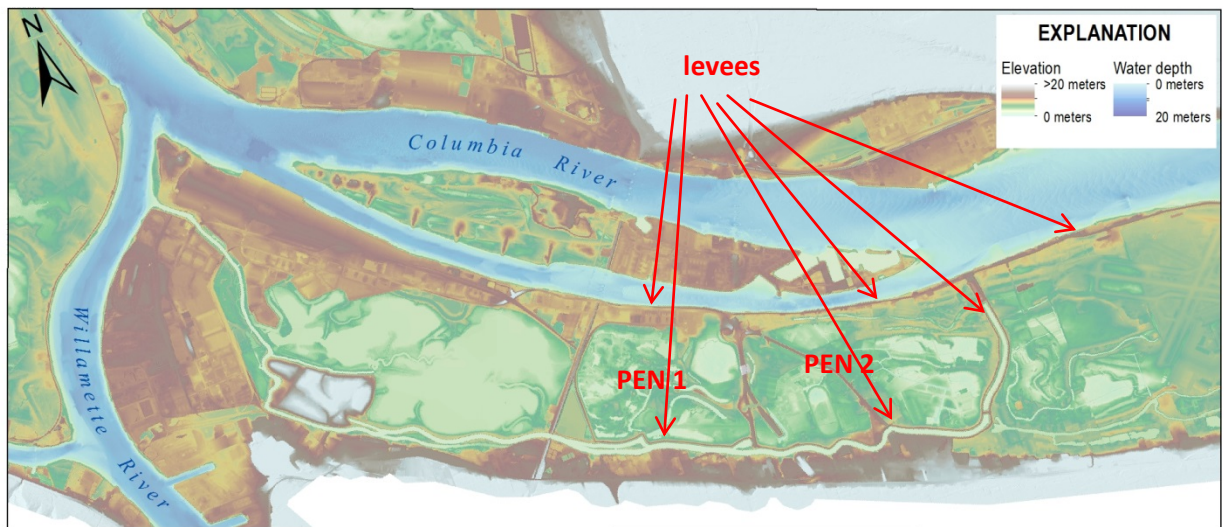 N
levees
EXPLANATION
Elevation
Water depth
>20 meters
0 meters
0 meters
20 meters
Columbia River
PEN 1
PEN 2
Willamette River